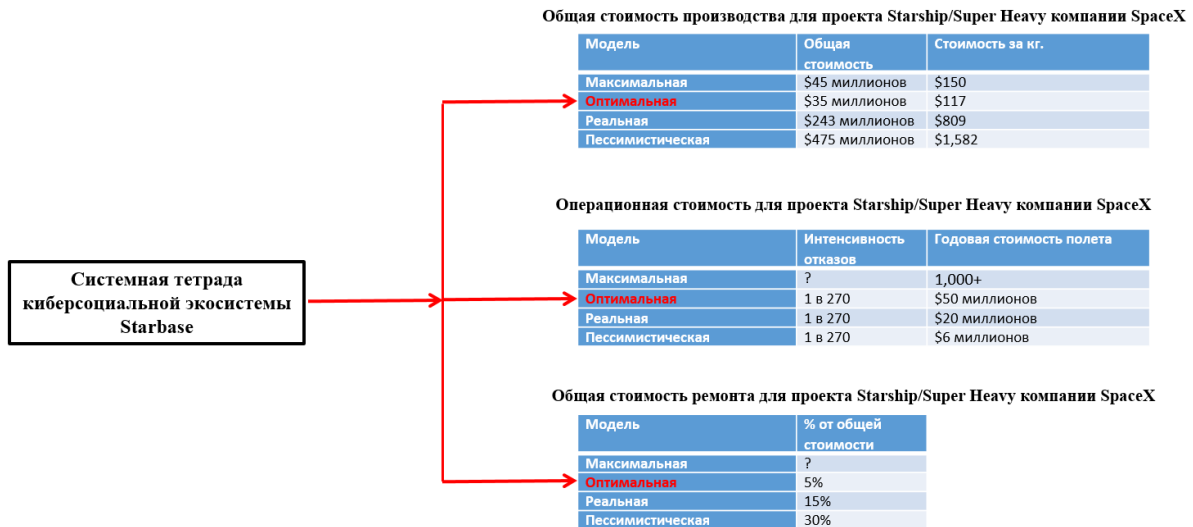 Общая стоимость производства для проекта Starship/Super Heavy компании SpaceX
Модель Общая стоимость Стоимость за кг.
Максимальная $45 миллионов $150
Оптимальная $35 миллионов $117
Реальная $243 миллионов $809
Пессимистическая $475 миллионов $1,582
Операционная стоимость для проекта Starship/Super Heavy компании SpaceX
Модель Интенсивность отказов Годовая стоимость полета
Максимальная ? 1,000+
Оптимальная 1 в 270 $50 миллионов
Реальная 1 в 270 $20 миллионов
Пессимистическая 1 в 270 $6 миллионов
Системная тетрада
киберсоциальной экосистемы
Starbase
Общая стоимость ремонта для проекта Starship/Super Heavy компании SpaceX
Модель % от общей стоимости
Максимальная ?
Оптимальная 5%
Реальная 15%
Пессимистическая 30%